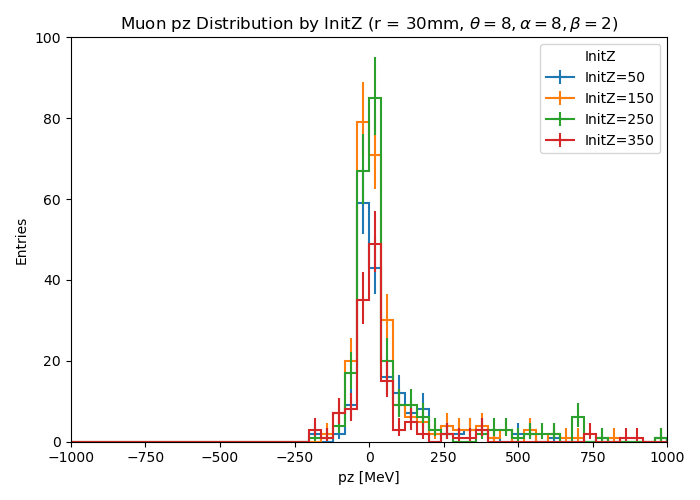 Muon pz Distribution by InitZ (r = 30mm, θ = 8, α = 8, β = 2)
100
80
60
40
20
0
Entries
InitZ
InitZ=50
InitZ=150
InitZ=250
InitZ=350
−1000 −750 −500 −250 0 250 500 750 1000
pz [MeV]